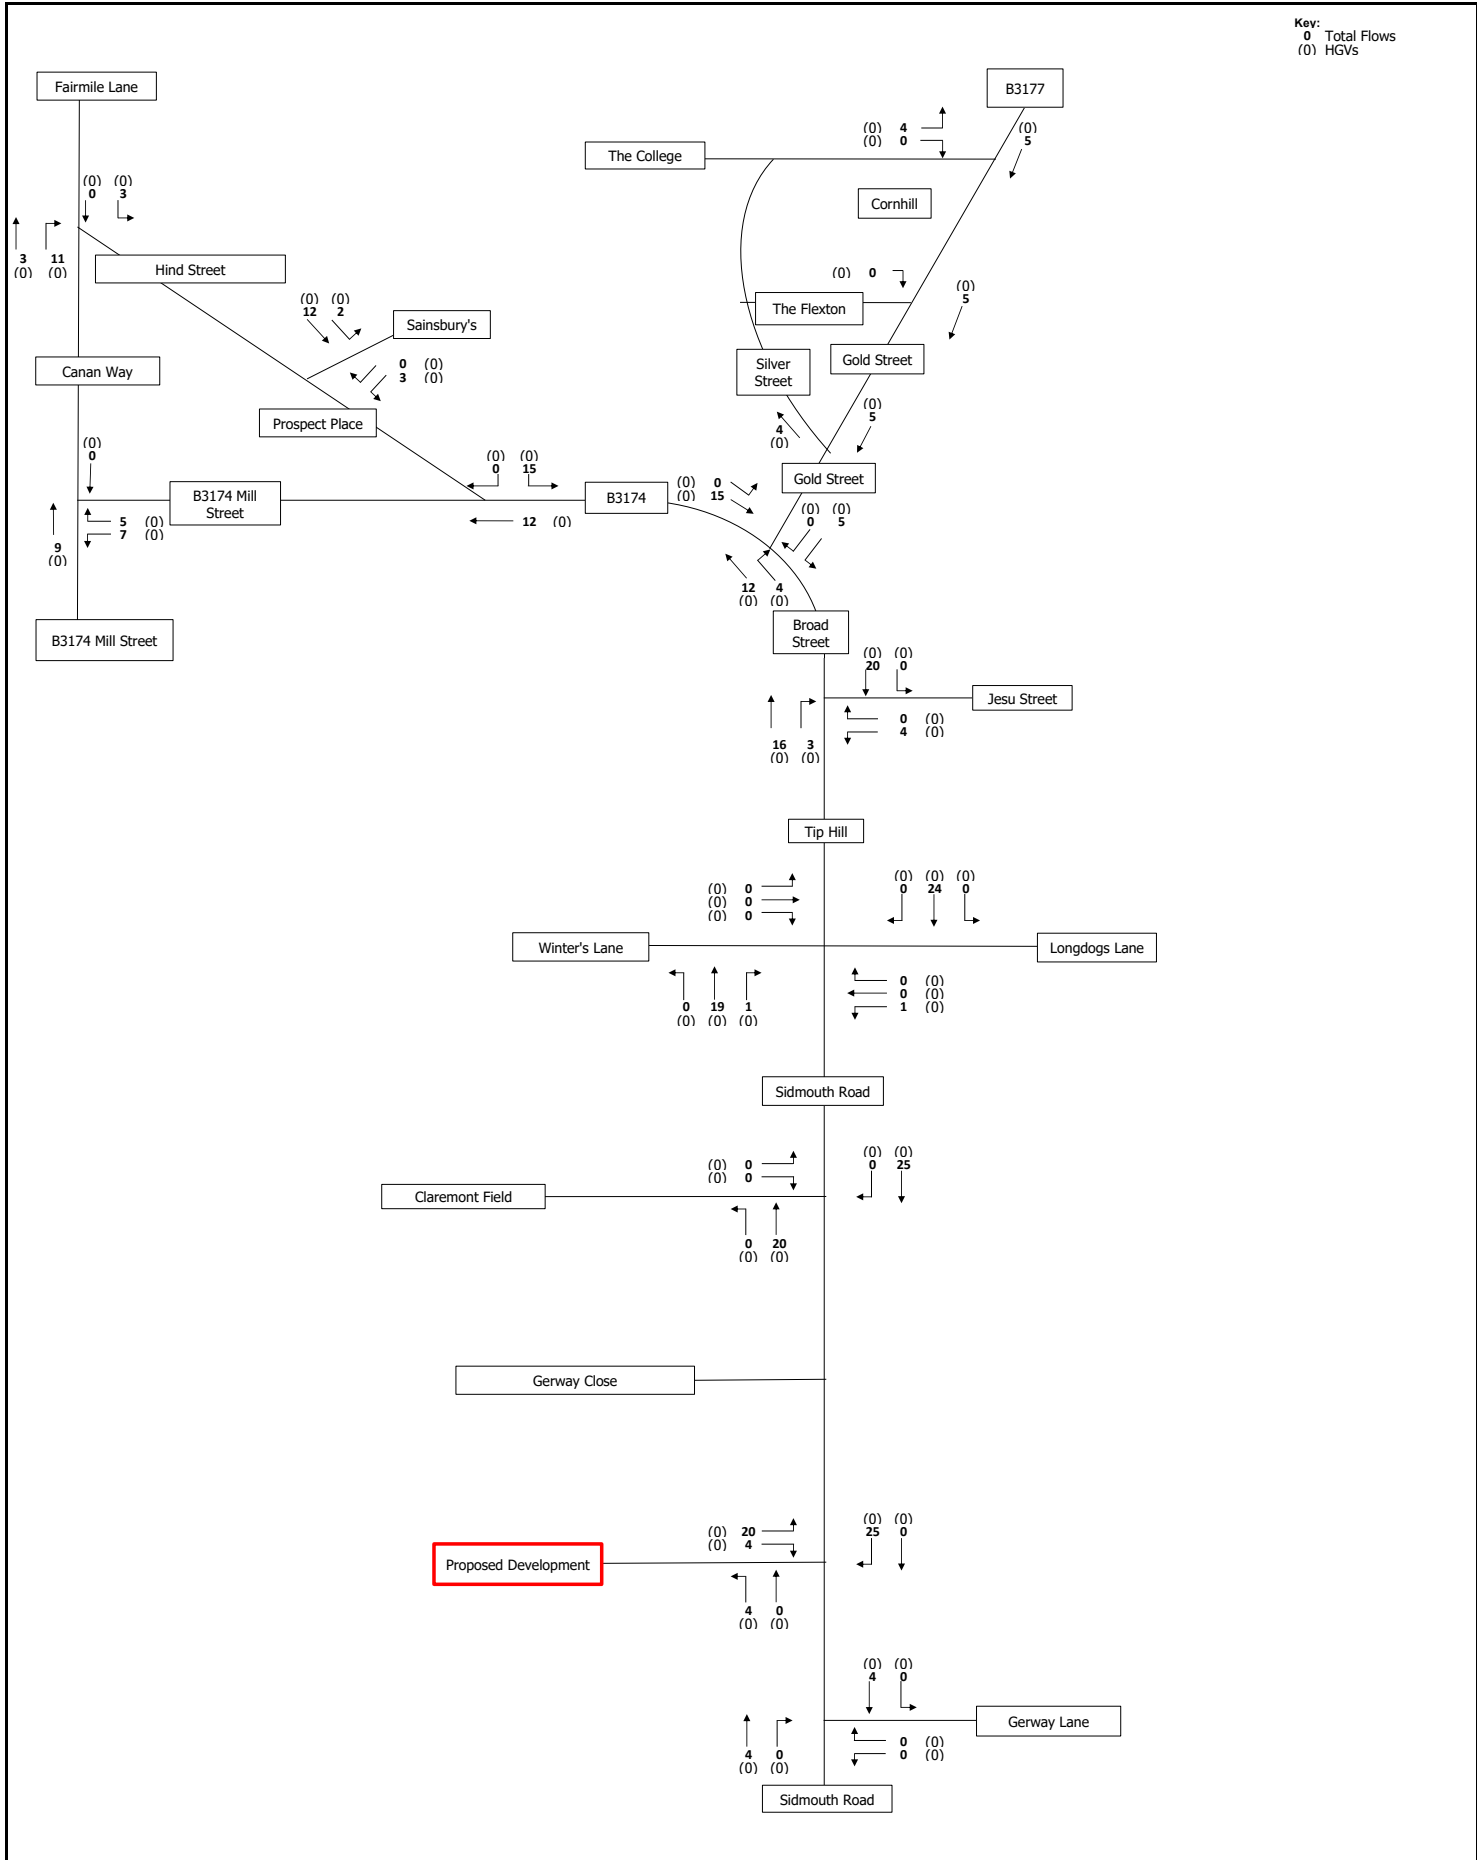 Key:
0 Total Flows
(0) HGVs
Fairmile Lane
B3177
(0) 4
(0) 0
(0)
5
The College
Cornhill
(0) (0)
0 3
3 11
(0) (0)
Hind Street
(0) 0
The Flexton
(0)
5
(0) (0)
12 2
Sainsbury's
0 (0)
3 (0)
Canan Way
Silver
Street
Gold Street
Prospect Place
4
(0)
(0)
5
(0)
0
B3174 Mill
Street
(0) (0)
0 15
B3174
(0) 0
(0) 15
Gold Street
5 (0)
7 (0)
12 (0)
(0) (0)
0 5
9
(0)
12 4
(0) (0)
B3174 Mill Street
Broad
Street
(0) (0)
20 0
Jesu Street
0 (0)
4 (0)
16 3
(0) (0)
Tip Hill
(0) 0
(0) 0
(0) 0
(0) (0) (0)
0 24 0
Winter's Lane
Longdogs Lane
0 19 1
(0) (0) (0)
0 (0)
0 (0)
1 (0)
Sidmouth Road
(0) 0
(0) 0
(0) (0)
0 25
Claremont Field
0 20
(0) (0)
Gerway Close
(0) 20
(0) 4
(0) (0)
25 0
Proposed Development
4 0
(0) (0)
(0) (0)
4 0
Gerway Lane
4 0
(0) (0)
0 (0)
0 (0)
Sidmouth Road